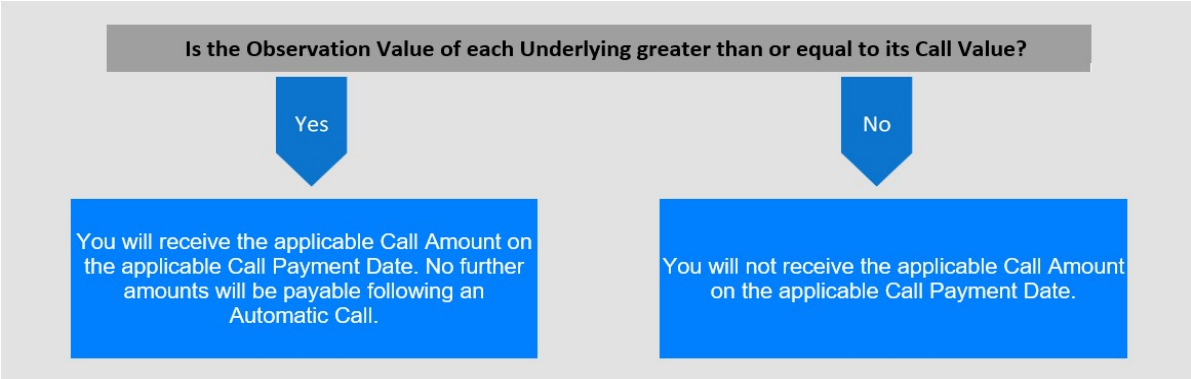 Is the Observation Value of each Underlying greater than or equal to its Call Value?
Yes
No
You will receive the applicable Call Amount on
the applicable Call Payment Date. No further
amounts will be payable following an
Automatic Call.
You will not receive the applicable Call Amount
on the applicable Call Payment Date.